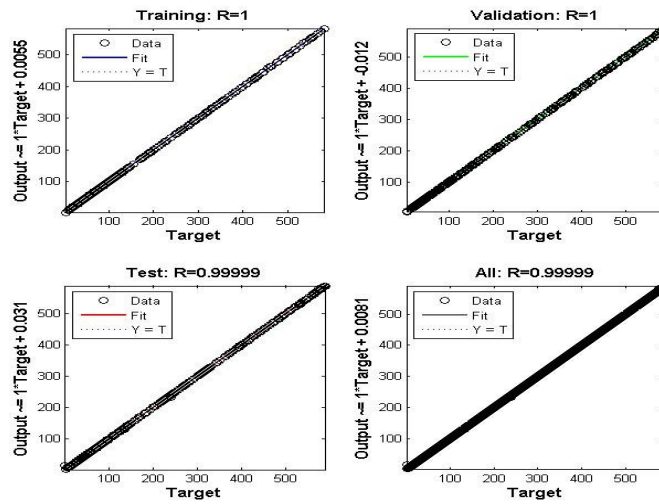 Training: R=1
Output ~= 1*Target + 0.0055
500
400
300
200
100
Data
Fit
Y = T
100 200 300 400 500
Target
Validation: R=1
Output ~= 1*Target + -0.012
500
400
300
200
100
Data
Fit
Y = T
100 200 300 400 500
Target
Test: R=0.99999
Output ~= 1*Target + 0.031
500
400
300
200
100
Data
Fit
Y = T
100 200 300 400 500
Target
All: R=0.99999
Output ~= 1*Target + 0.0081
500
400
300
200
100
Data
Fit
Y = T
100 200 300 400 500
Target